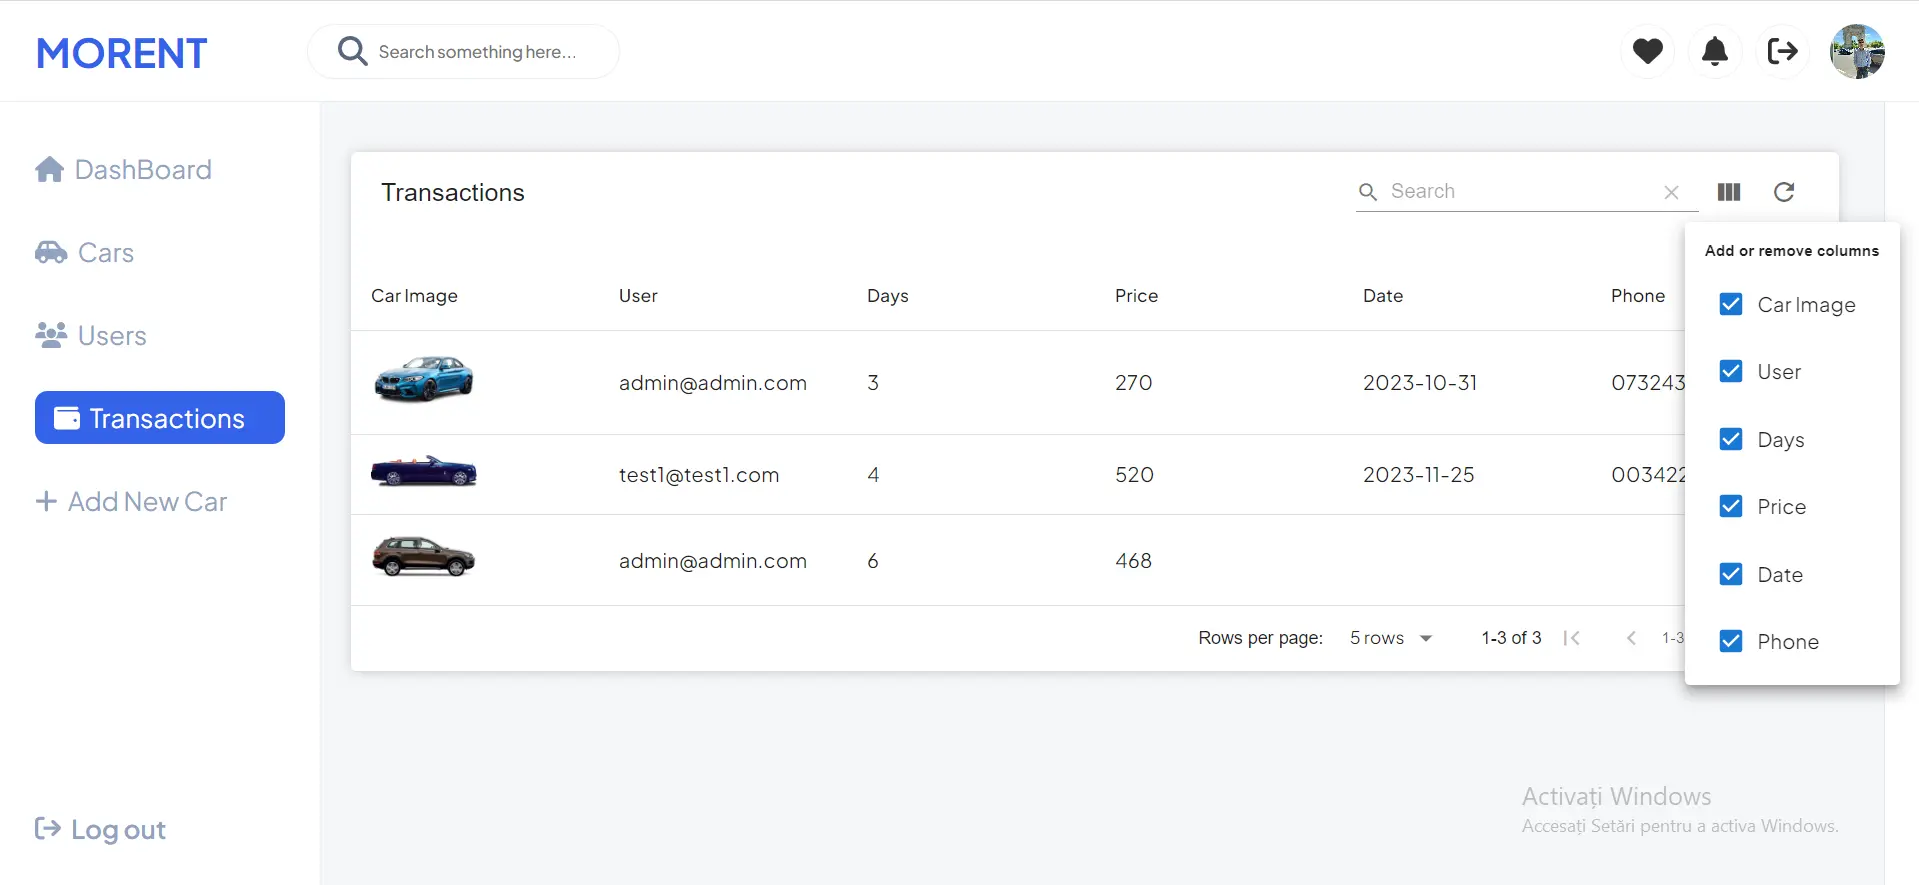 MORENT
Search something here...
DashBoard
Cars
Users
Transactions
Add New Car
Log out
Transactions
Search
Car Image User Days Price Date Phone
admin@admin.com 3 270 2023-10-31 073243
test1@test1.com 4 520 2023-11-25 003422
admin@admin.com 6 468
Rows per page: 5 rows 1-3 of 3 1-3
Add or remove columns
Car Image
User
Days
Price
Date
Phone
Activați Windows
Accesați Setări pentru a activa Windows.